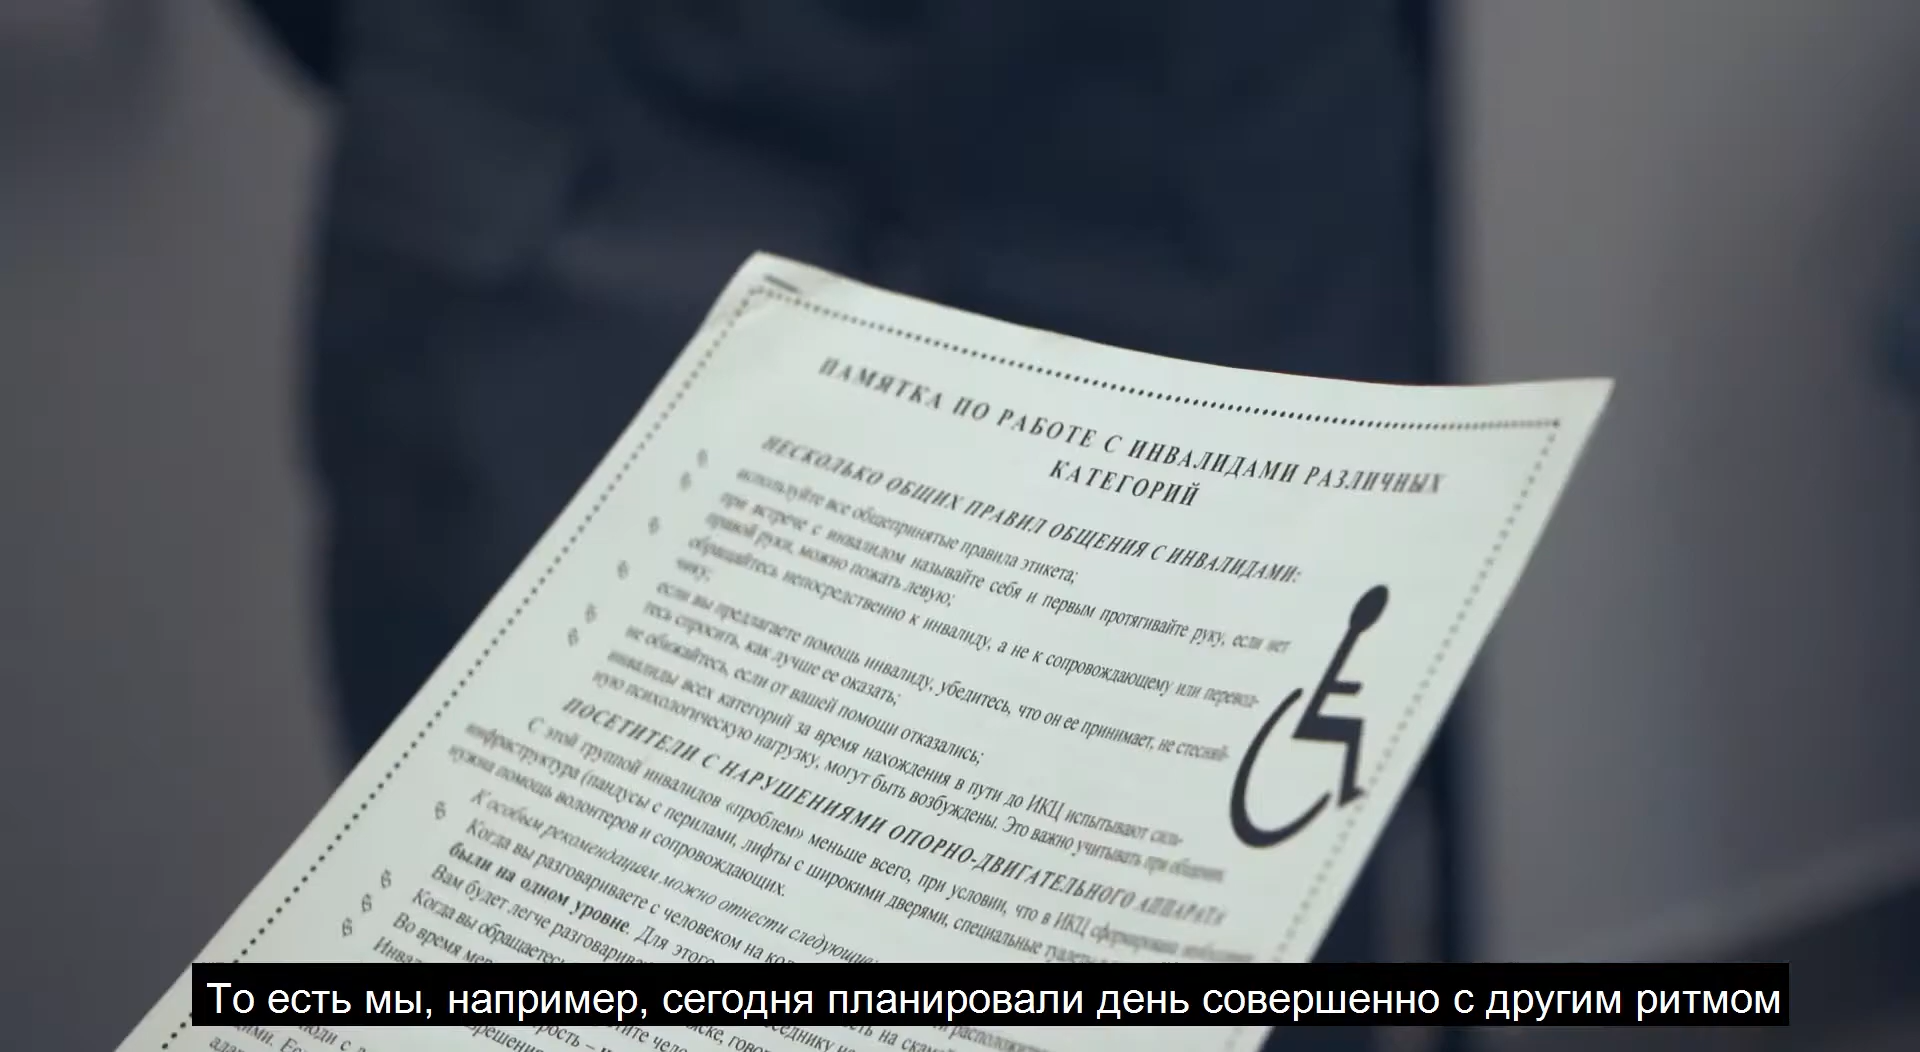 ПАМЯТКА ПО РАБОТЕ С ИНВАЛИДАМИ РАЗЛИЧНЫХ
КАТЕГОРИЙ
НЕСКОЛЬКО ОБЩИХ ПРАВИЛ ОБЩЕНИЯ С ИНВАЛИДАМИ:
используйте все общепринятые правила этикета;
при встрече с инвалидом называйте себя и первым протягивайте руку, если нет
правой руки, можно пожать левую;
обращайтесь непосредственно к инвалиду, а не к сопровождающему или перевод-
чику;
если вы предлагаете помощь инвалиду, убедитесь, что он ее принимает, не стесняй-
тесь спросить, как лучше ее оказать;
не обижайтесь, если от вашей помощи отказались;
инвалиды всех категорий за время нахождения в пути до ИКЦ испытывают силь-
ную психологическую нагрузку, могут быть возбуждены. Это важно учитывать при общении.
ПОСЕТИТЕЛИ С НАРУШЕНИЯМИ ОПОРНО-ДВИГАТЕЛЬНОГО АППАРАТА
С этой группой инвалидов «проблем» меньше всего, при условии, что в ИКЦ сформирована
инфраструктура (пандусы с перилами, лифты с широкими дверями, специальные туалеты
нужна помощь волонтеров и сопровождающих.
К особым рекомендациям можно отнести следующие:
Когда вы разговариваете с человеком на
были на одном уровне. Для этого
Вам будет легче
Когда вы обращаетесь
Во время
То есть мы, например, сегодня планировали день совершенно с другим ритмом